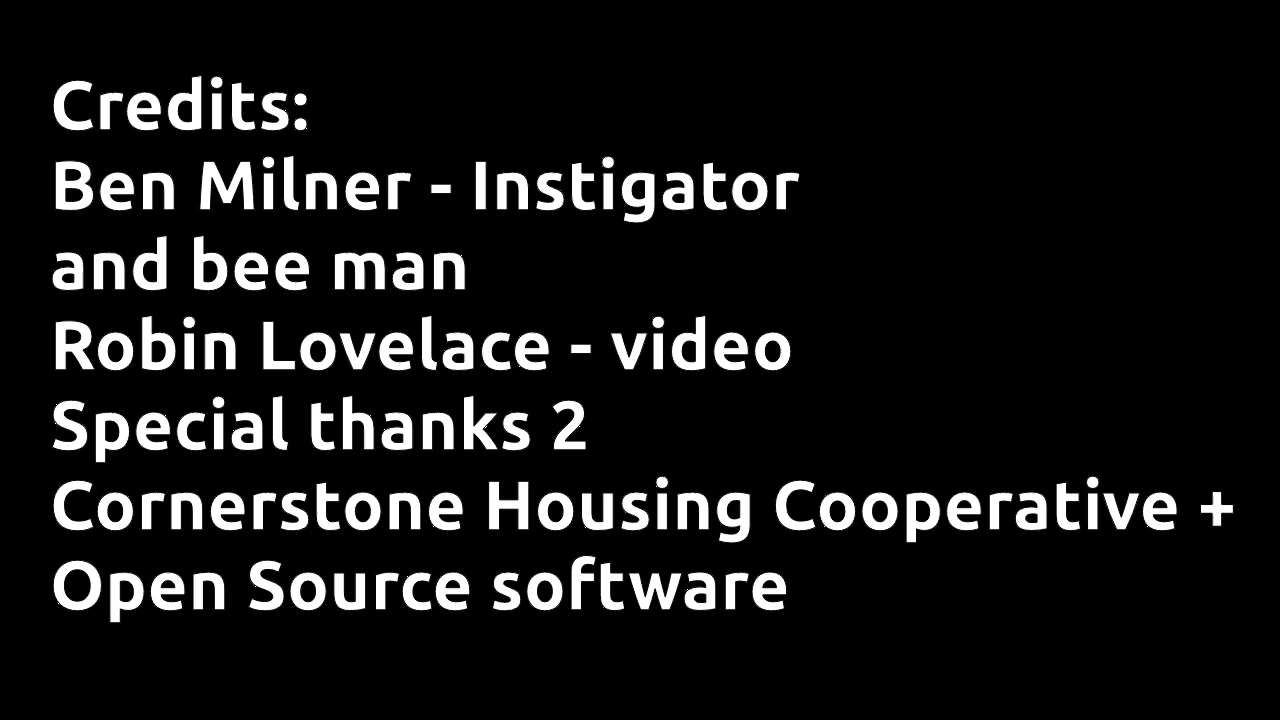 Credits:
Ben Milner - Instigator
and bee man
Robin Lovelace - video
Special thanks 2
Cornerstone Housing Cooperative +
Open Source software